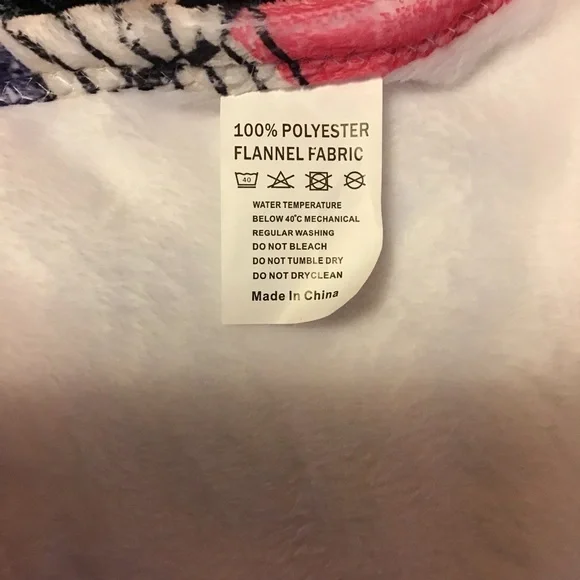 100% POLYESTER
FLANNEL FABRIC
40
WATER TEMPERATURE
BELOW 40°C MECHANICAL
REGULAR WASHING
DO NOT BLEACH
DO NOT TUMBLE DRY
DO NOT DRYCLEAN
Made In China